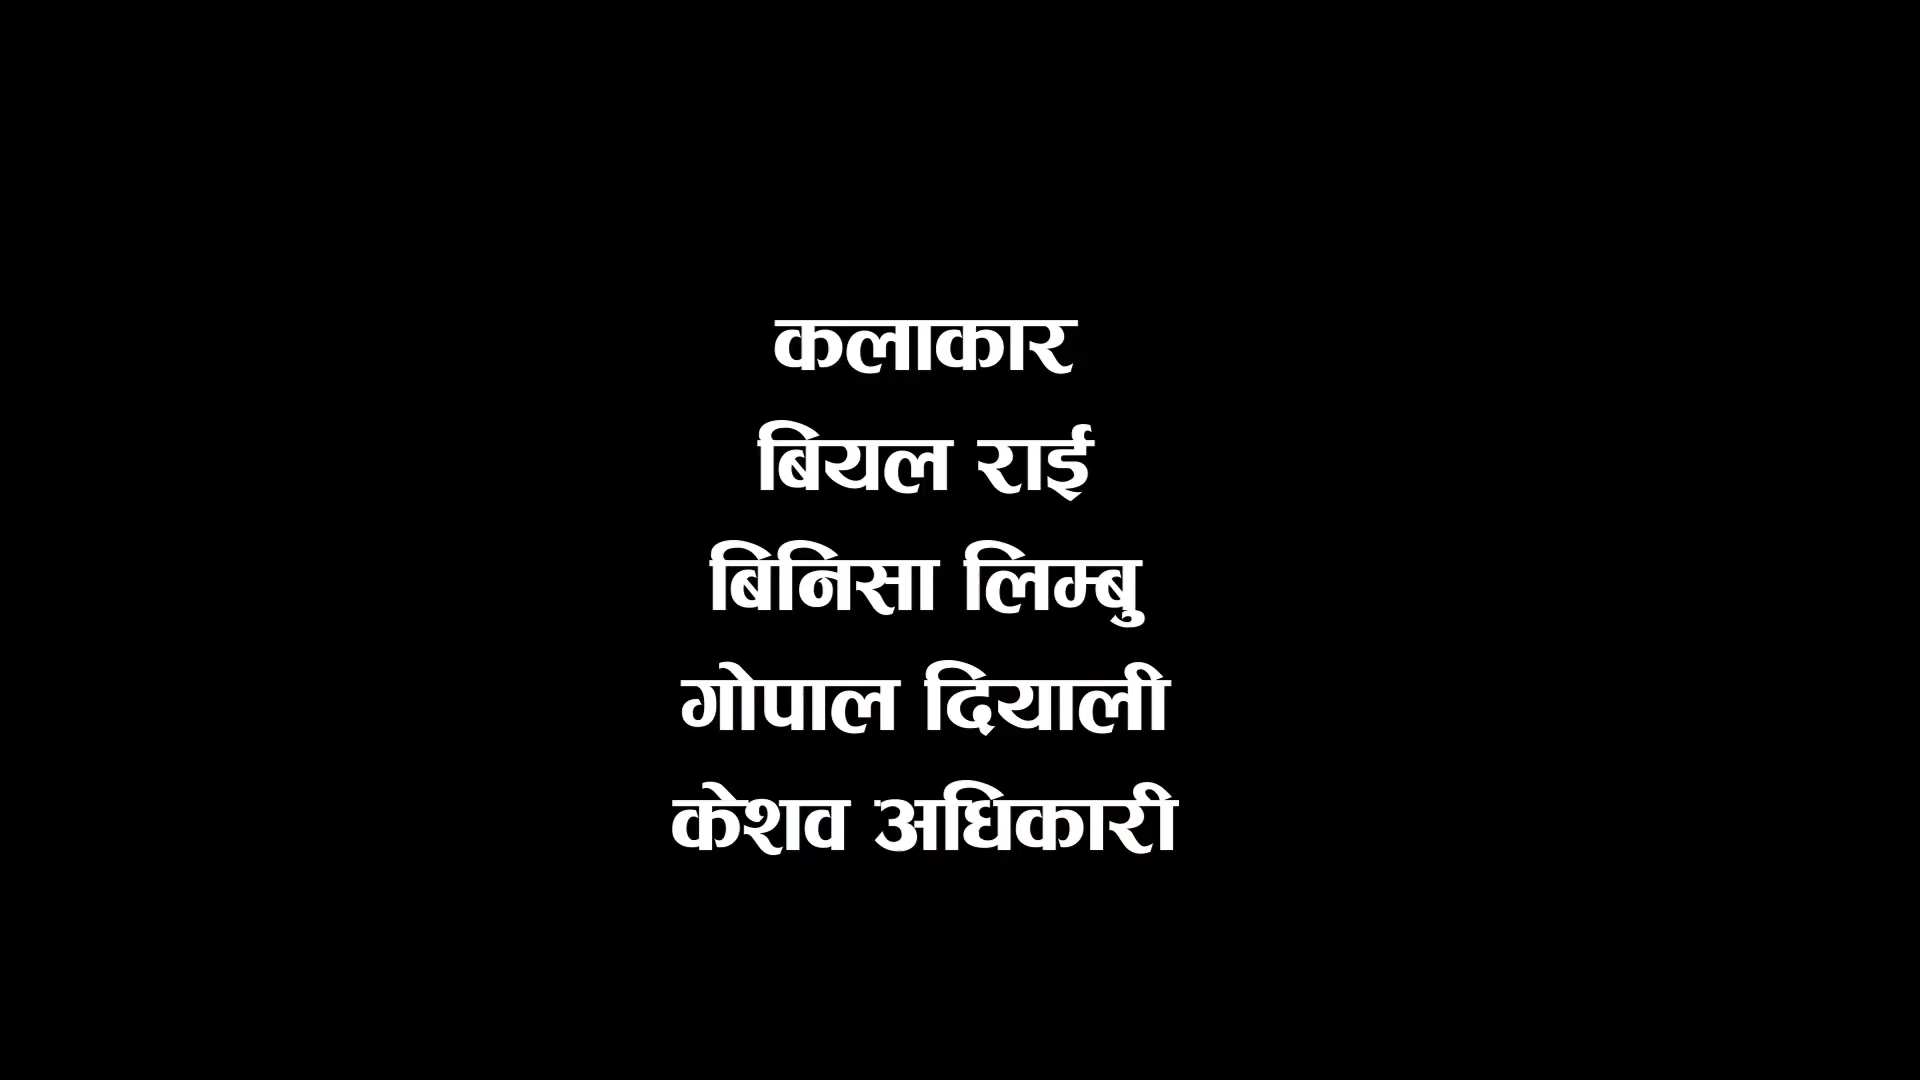 कलाकार
बियल राई
बिनिसा लिम्बु
गोपाल दियाली
केशव अधिकारी